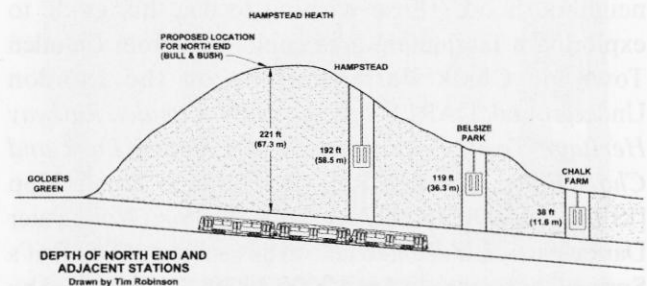 HAMPSTEAD HEATH
PROPOSED LOCATION
FOR NORTH END
(BULL & BUSH)
HAMPSTEAD
221 ft
(67.3 m)
192 ft
(58.5 m)
BELSIZE
PARK
119 ft
(36.3 m)
GOLDERS
GREEN
CHALK
FARM
38 ft
(11.6 m)
DEPTH OF NORTH END AND
ADJACENT STATIONS
Drawn by Tim Robinson